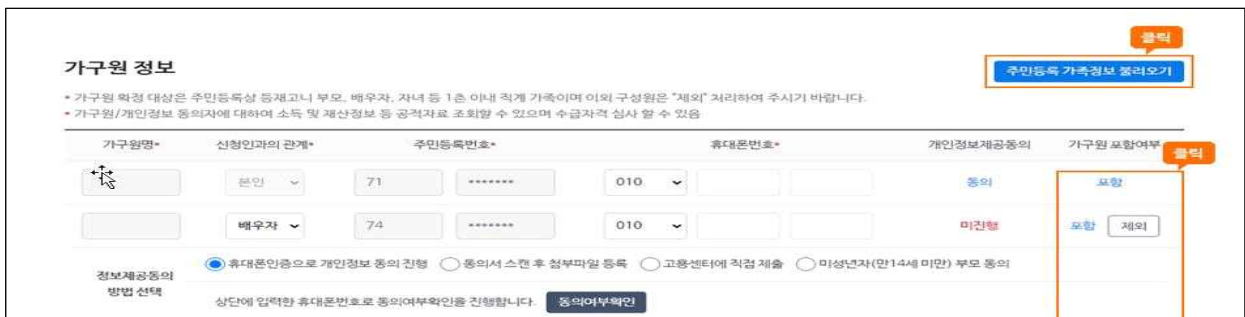 클릭
가구원 정보
주민등록 가족정보 불러오기
• 가구원 확정 대상은 주민등록상 등재고니 부모, 배우자, 자녀 등 1촌 이내 직계 가족이며 이외 구성원은 "제외" 처리하여 주시기 바랍니다.
• 가구원/개인정보 동의자에 대하여 소득 및 재산정보 등 공적자료 조회할 수 있으며 수급자격 심사 할 수 있음
가구원명• 신청인과의 관계• 주민등록번호• 휴대폰번호• 개인정보제공동의 가구원 포함여부
클릭
본인 71 ••••••• 010 동의 포함
배우자 74 ••••••• 010 미진행 포함 제외
정보제공동의
방법 선택
휴대폰인증으로 개인정보 동의 진행 동의서 스캔 후 첨부파일 등록 고용센터에 직접 제출 미성년자(만14세 미만) 부모 동의
상단에 입력한 휴대폰번호로 동의여부확인을 진행합니다. 동의여부확인